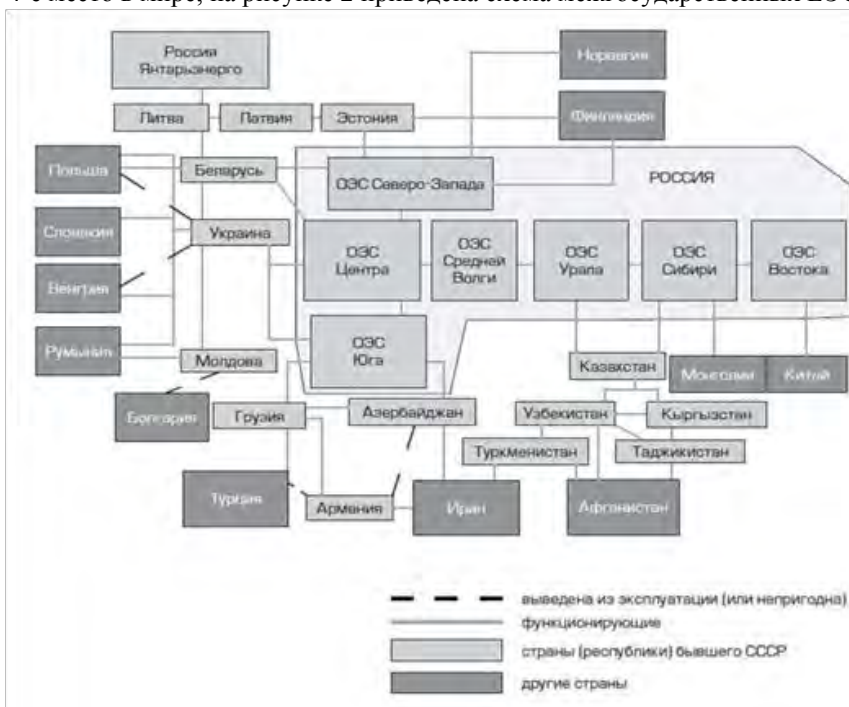 Россия
Янтарьэнерго
Норвегия
Литва
Латвия
Эстония
Финляндия
Польша
Беларусь
ОЭС Северо-Запада
РОССИЯ
Словакия
Украина
ОЭС
Центра
ОЭС
Средней
Волги
ОЭС
Урала
ОЭС
Сибири
ОЭС
Востока
Венгрия
Румыния
Молдова
ОЭС
Юга
Казахстан
Монголия
Китай
Болгария
Грузия
Азербайджан
Узбекистан
Кыргызстан
Туркменистан
Таджикистан
Турция
Армения
Иран
Афганистан
выведена из эксплуатации (или непригодна)
функционирующие
страны (республики) бывшего СССР
другие страны